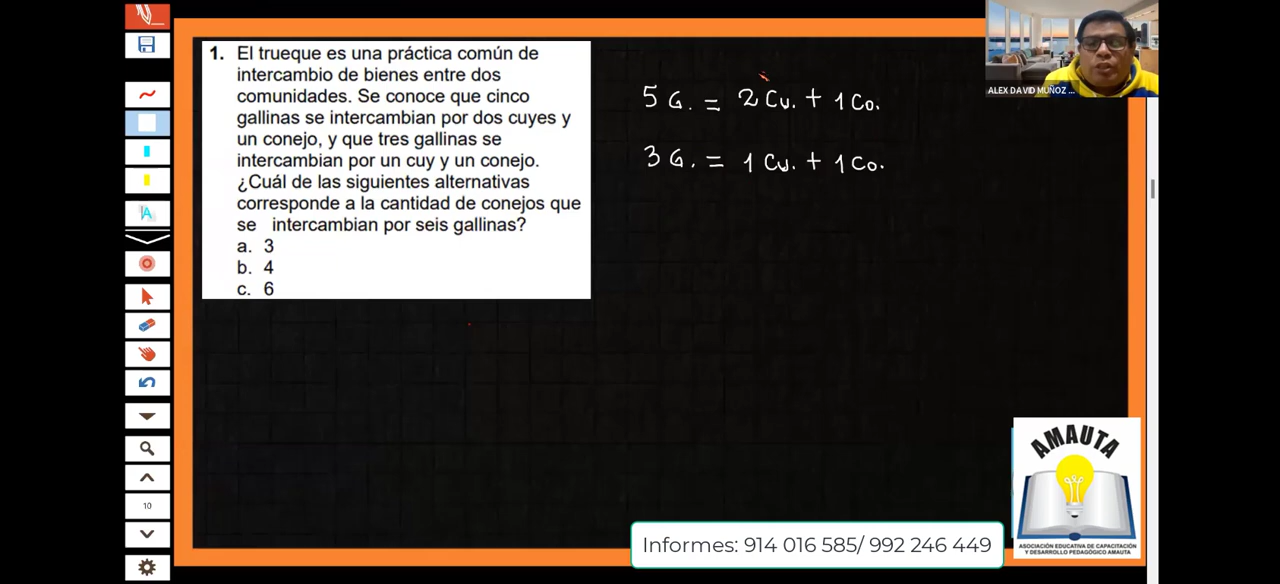 1. El trueque es una práctica común de
intercambio de bienes entre dos
comunidades. Se conoce que cinco
gallinas se intercambian por dos cuyes y
un conejo, y que tres gallinas se
intercambian por un cuy y un conejo.
¿Cuál de las siguientes alternativas
corresponde a la cantidad de conejos que
se intercambian por seis gallinas?
a. 3
b. 4
c. 6
5 G. = 2 Cu. + 1 Co.
3 G. = 1 Cu. + 1 Co.
ALEX DAVID MUÑOZ ...
A
10
AMAUTA
ASOCIACIÓN EDUCATIVA DE CAPACITACIÓN
Y DESARROLLO PEDAGÓGICO AMAUTA
Informes: 914 016 585/ 992 246 449